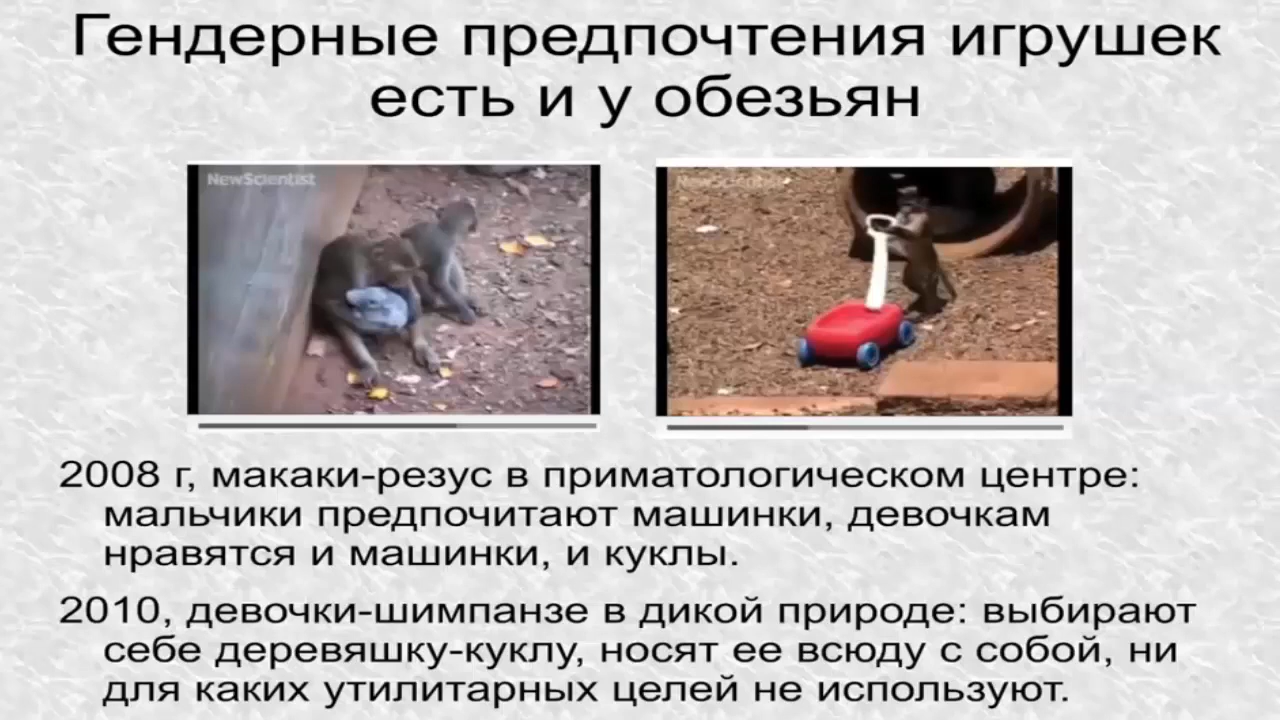 Гендерные предпочтения игрушек
есть и у обезьян
NewScientist
NewScientist
2008 г, макаки-резус в приматологическом центре:
мальчики предпочитают машинки, девочкам
нравятся и машинки, и куклы.
2010, девочки-шимпанзе в дикой природе: выбирают
себе деревяшку-куклу, носят ее всюду с собой, ни
для каких утилитарных целей не используют.